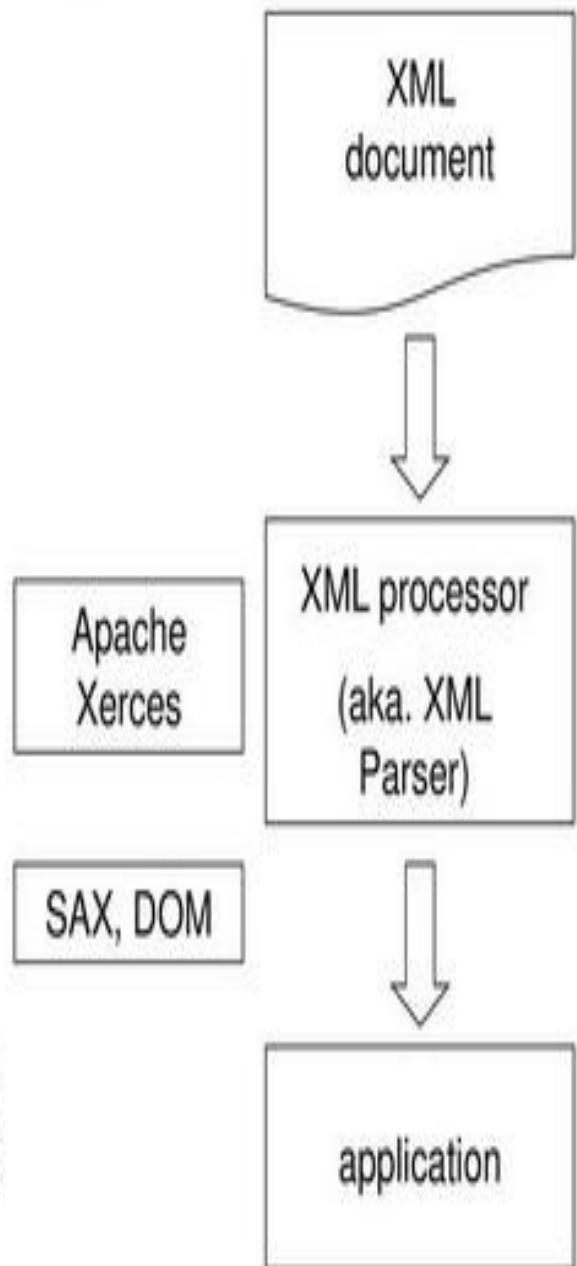 XML
document
Apache
Xerces
XML processor
(aka. XML
Parser)
SAX, DOM
application